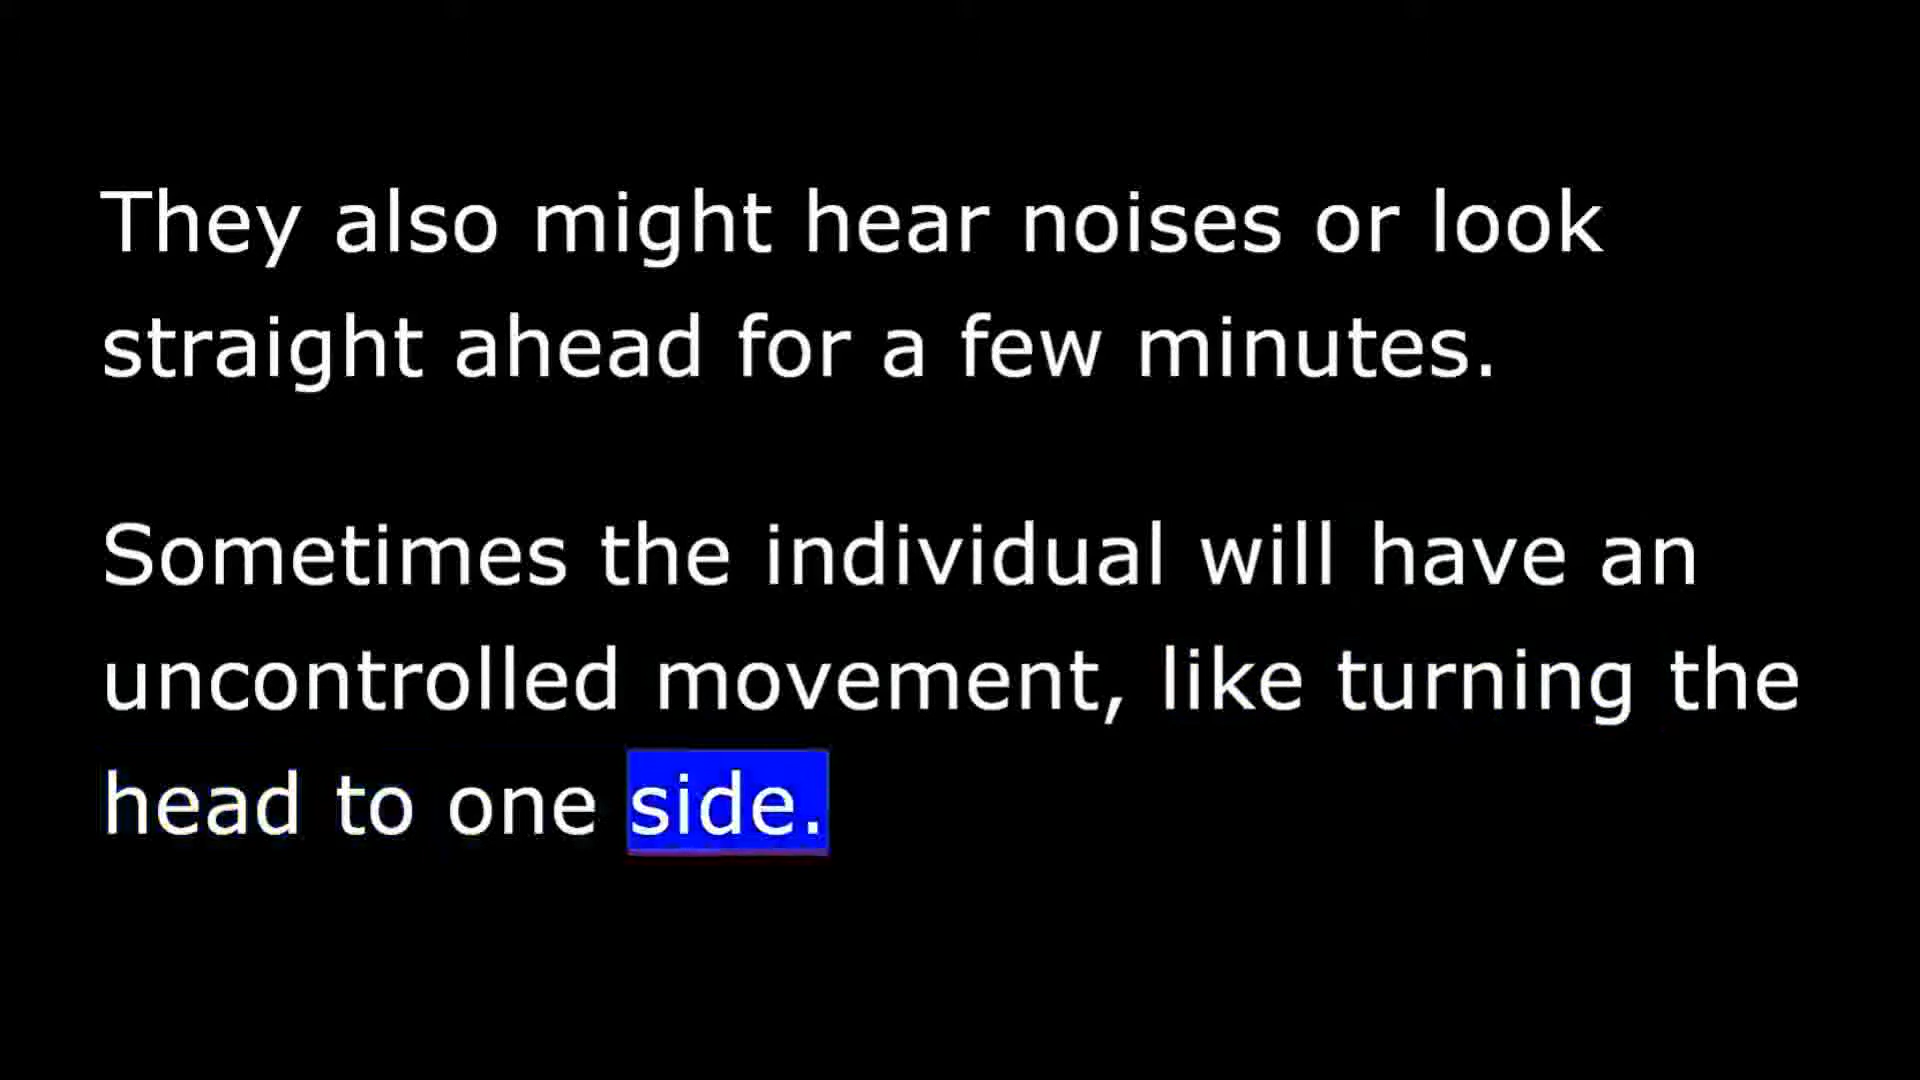 They also might hear noises or look
straight ahead for a few minutes.
Sometimes the individual will have an
uncontrolled movement, like turning the
head to one side.